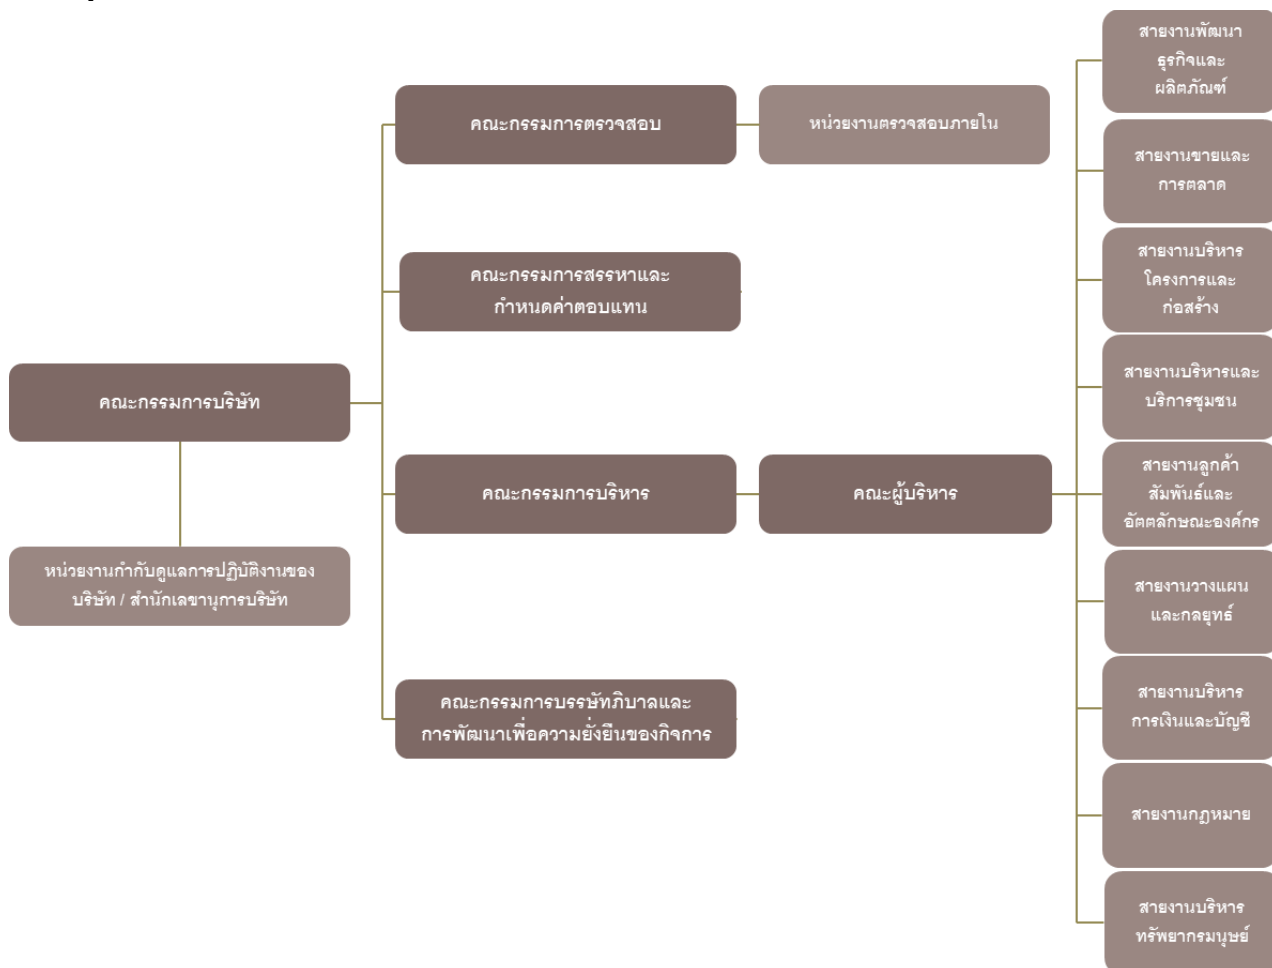 คณะกรรมการบริษัท
หน่วยงานกำกับดูแลการปฏิบัติงานของ
บริษัท / สำนักเลขานุการบริษัท
คณะกรรมการตรวจสอบ
หน่วยงานตรวจสอบภายใน
คณะกรรมการสรรหาและ
กำหนดค่าตอบแทน
คณะกรรมการบริหาร
คณะผู้บริหาร
คณะกรรมการบรรษัทภิบาลและ
การพัฒนาเพื่อความยั่งยืนของกิจการ
สายงานพัฒนา
ธุรกิจและ
ผลิตภัณฑ์
สายงานขายและ
การตลาด
สายงานบริหาร
โครงการและ
ก่อสร้าง
สายงานบริหารและ
บริการชุมชน
สายงานลูกค้า
สัมพันธ์และ
อัตตลักษณะองค์กร
สายงานวางแผน
และกลยุทธ์
สายงานบริหาร
การเงินและบัญชี
สายงานกฎหมาย
สายงานบริหาร
ทรัพยากรมนุษย์